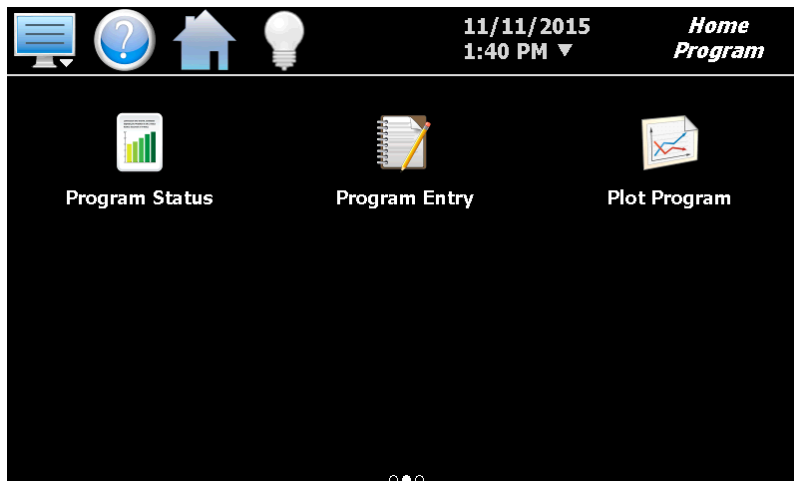 11/11/2015
1:40 PM ▼
Home
Program
Program Status
Program Entry
Plot Program